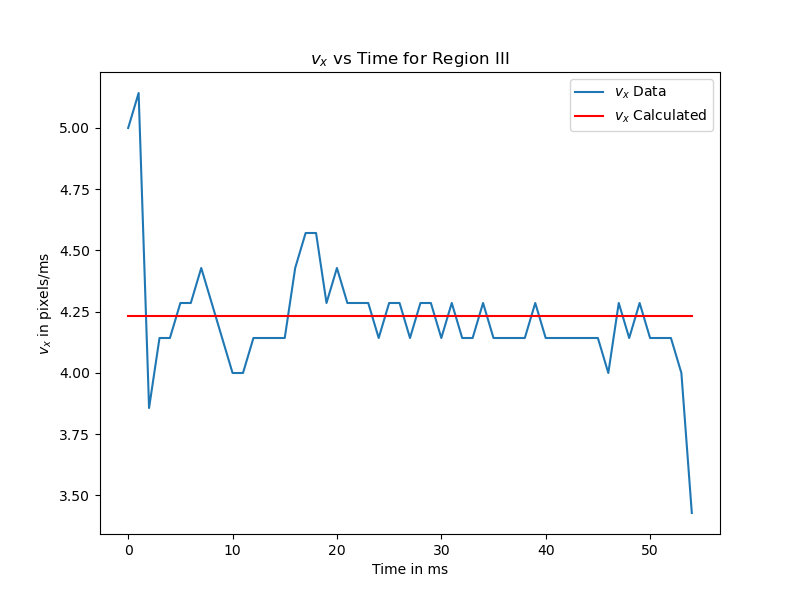 v_x vs Time for Region III
v_x Data
v_x Calculated
5.00
4.75
4.50
4.25
4.00
3.75
3.50
v_x in pixels/ms
0 10 20 30 40 50
Time in ms